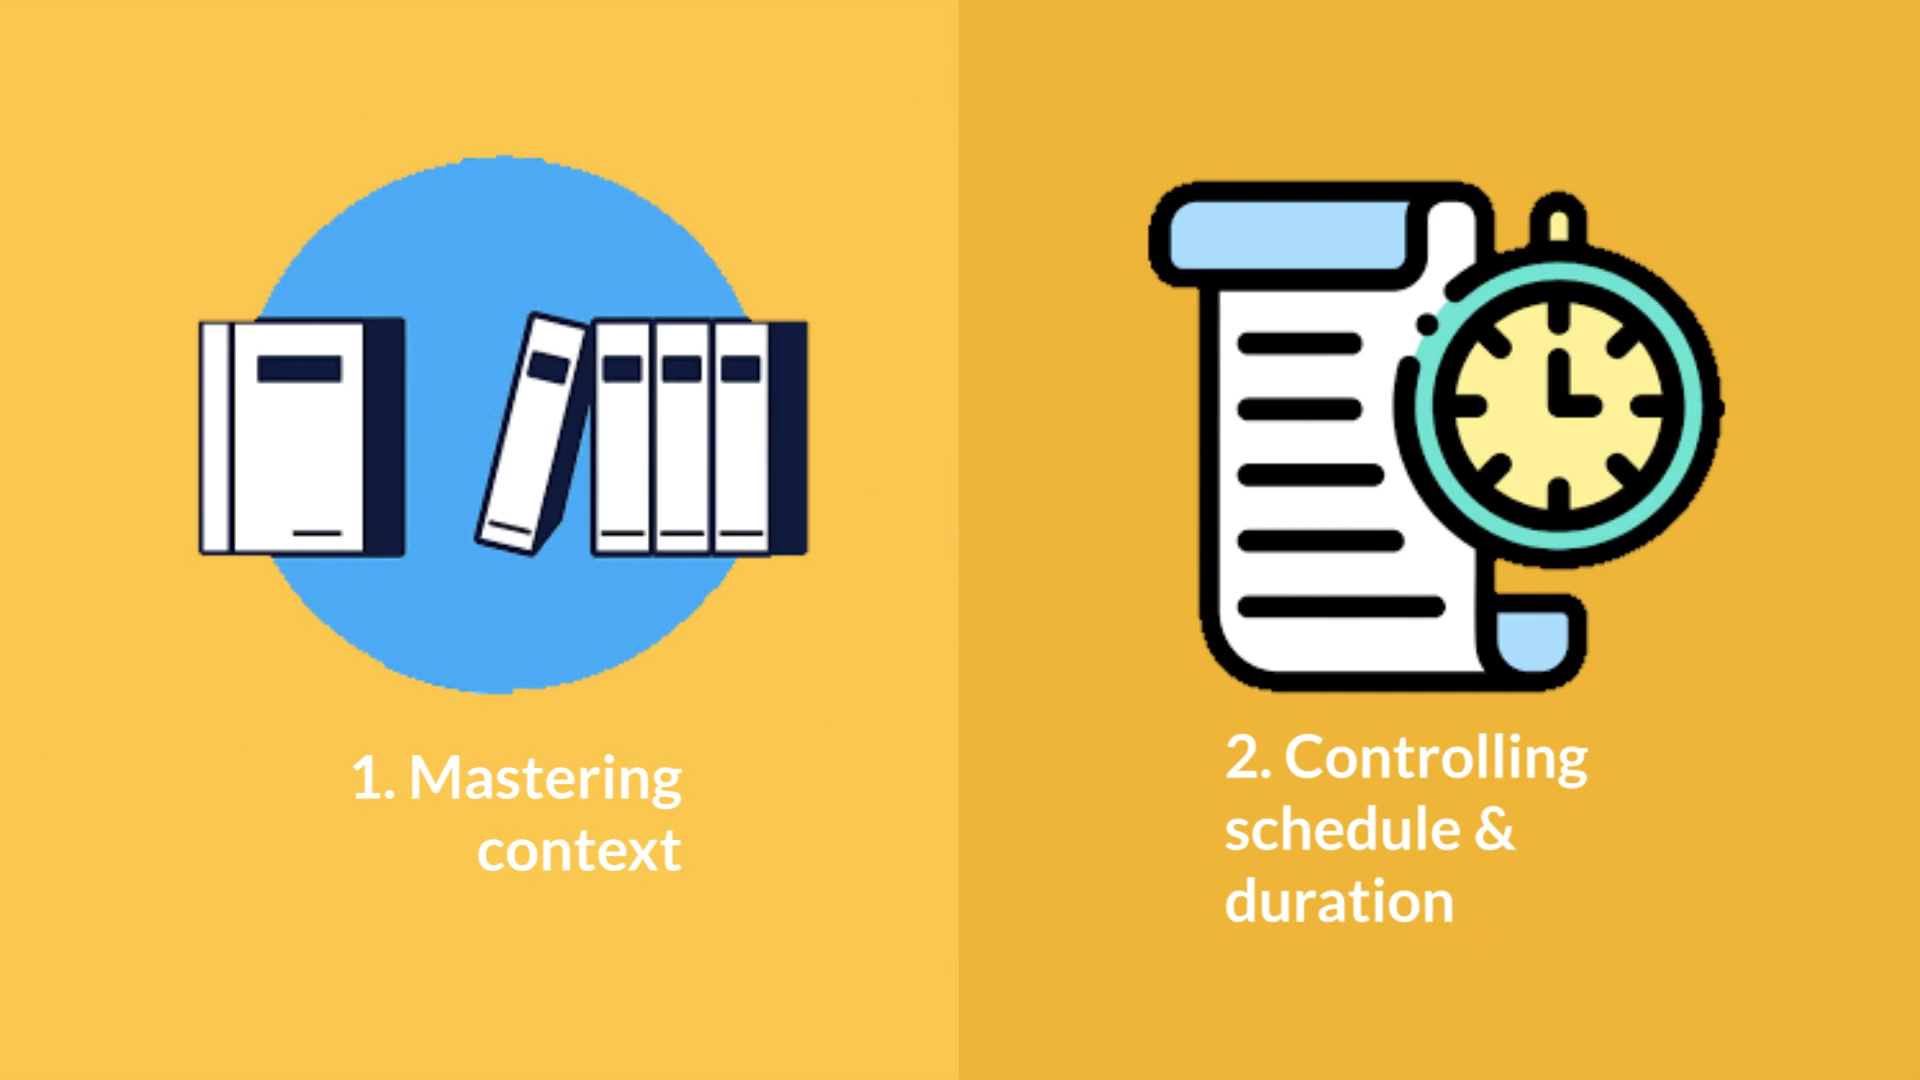 1. Mastering
context
2. Controlling
schedule &
duration